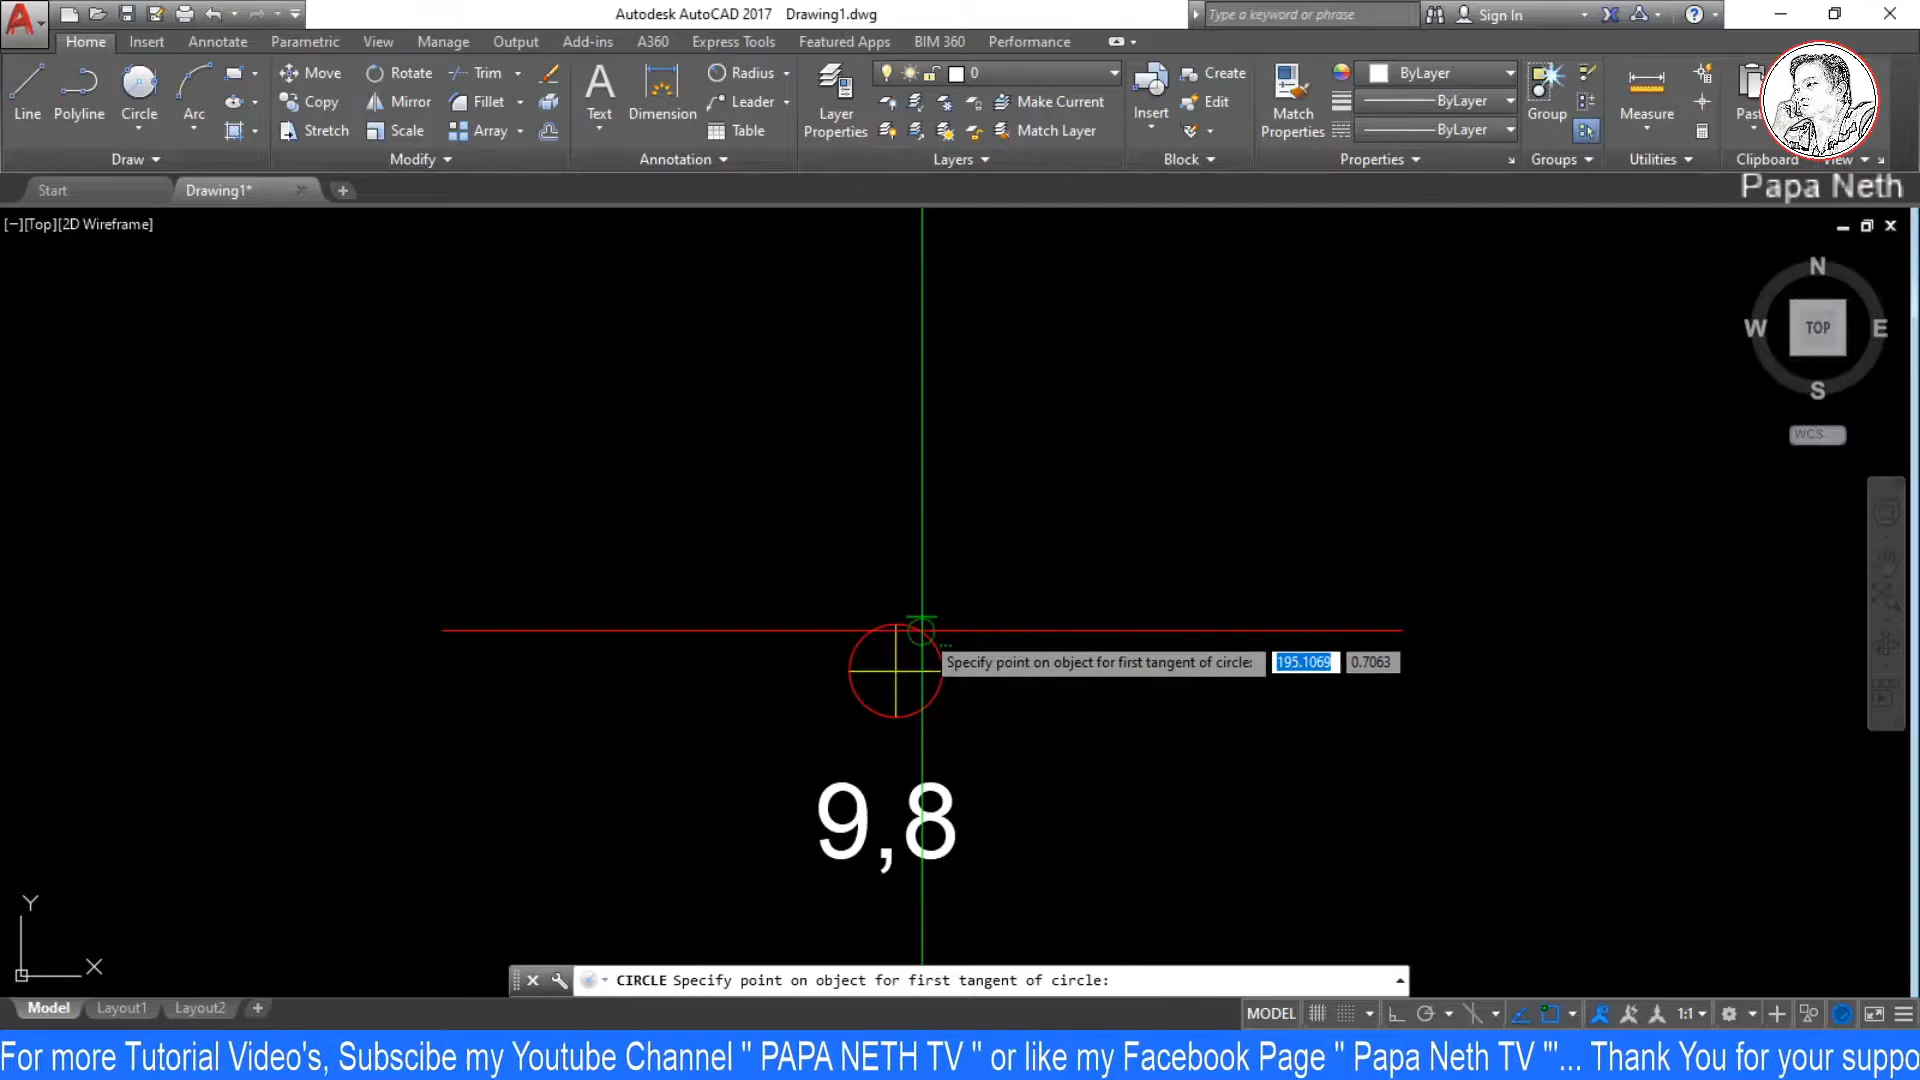 Autodesk AutoCAD 2017 Drawing1.dwg
Type a keyword or phrase
Sign In
Home Insert Annotate Parametric View Manage Output Add-ins A360 Express Tools Featured Apps BIM 360 Performance
Line Polyline Circle Arc
Move Rotate Trim
Copy Mirror Fillet
Stretch Scale Array
Text Dimension
Radius
Leader
Table
Layer Properties
0
Make Current
Match Layer
Insert
Create
Edit
Match Properties
ByLayer
ByLayer
ByLayer
Group
Measure
Draw Modify Annotation Layers Block Properties Groups Utilities Clipboard View
Start Drawing1*
Papa Neth
[−][Top][2D Wireframe]
N
W TOP E
S
WCS
Specify point on object for first tangent of circle: 195.1069 0.7063
9,8
Y
X
CIRCLE Specify point on object for first tangent of circle:
Model Layout1 Layout2
MODEL 1:1
For more Tutorial Video's, Subscibe my Youtube Channel " PAPA NETH TV " or like my Facebook Page " Papa Neth TV "'... Thank You for your suppo